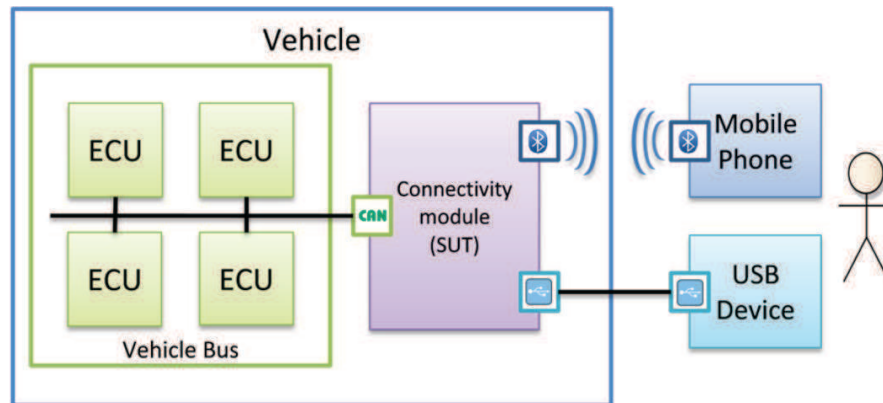 Vehicle
ECU
ECU
ECU
ECU
Vehicle Bus
CAN
Connectivity
module
(SUT)
Mobile
Phone
USB
Device